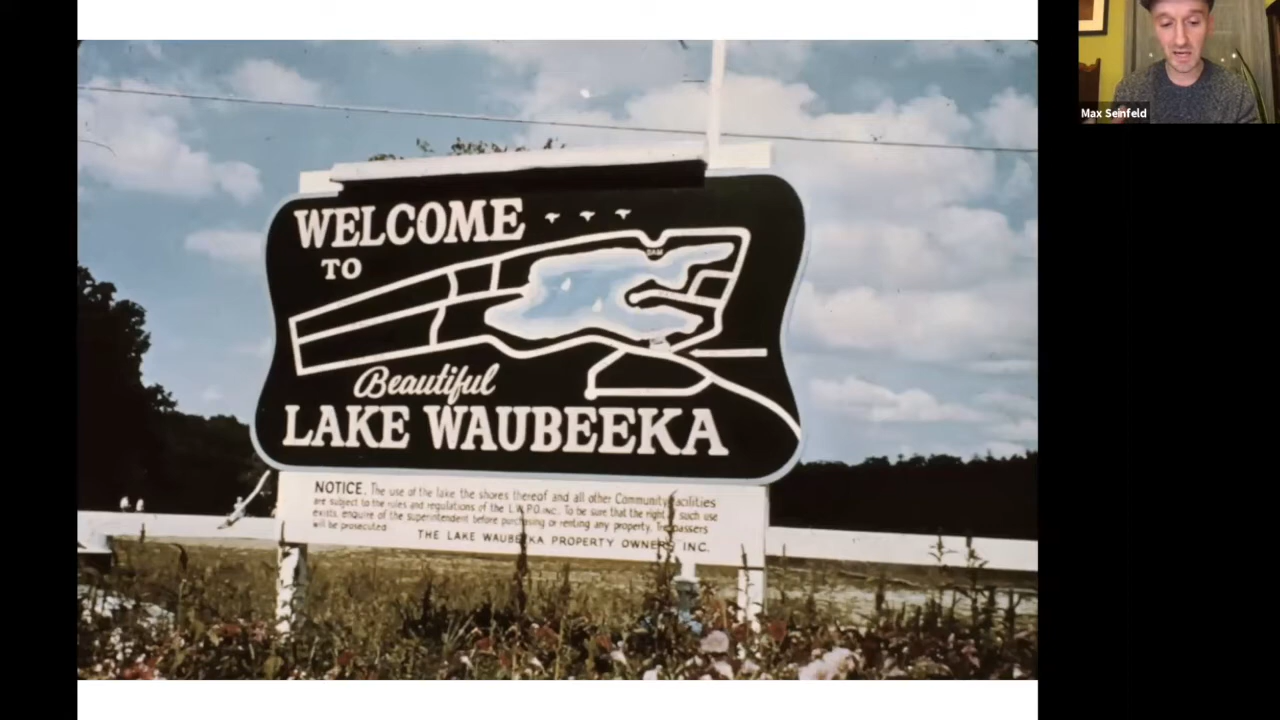 Max Seinfeld
WELCOME
TO
DAM
Beautiful
LAKE WAUBEEKA
NOTICE. The use of the lake the shores thereof and all other Community facilities
are subject to the rules and regulations of the L.W.P.O. INC. To be sure that the right such use
exists, enquire of the superintendent before purchasing or renting any property. Trespassers
will be prosecuted
THE LAKE WAUBEEKA PROPERTY OWNERS INC.